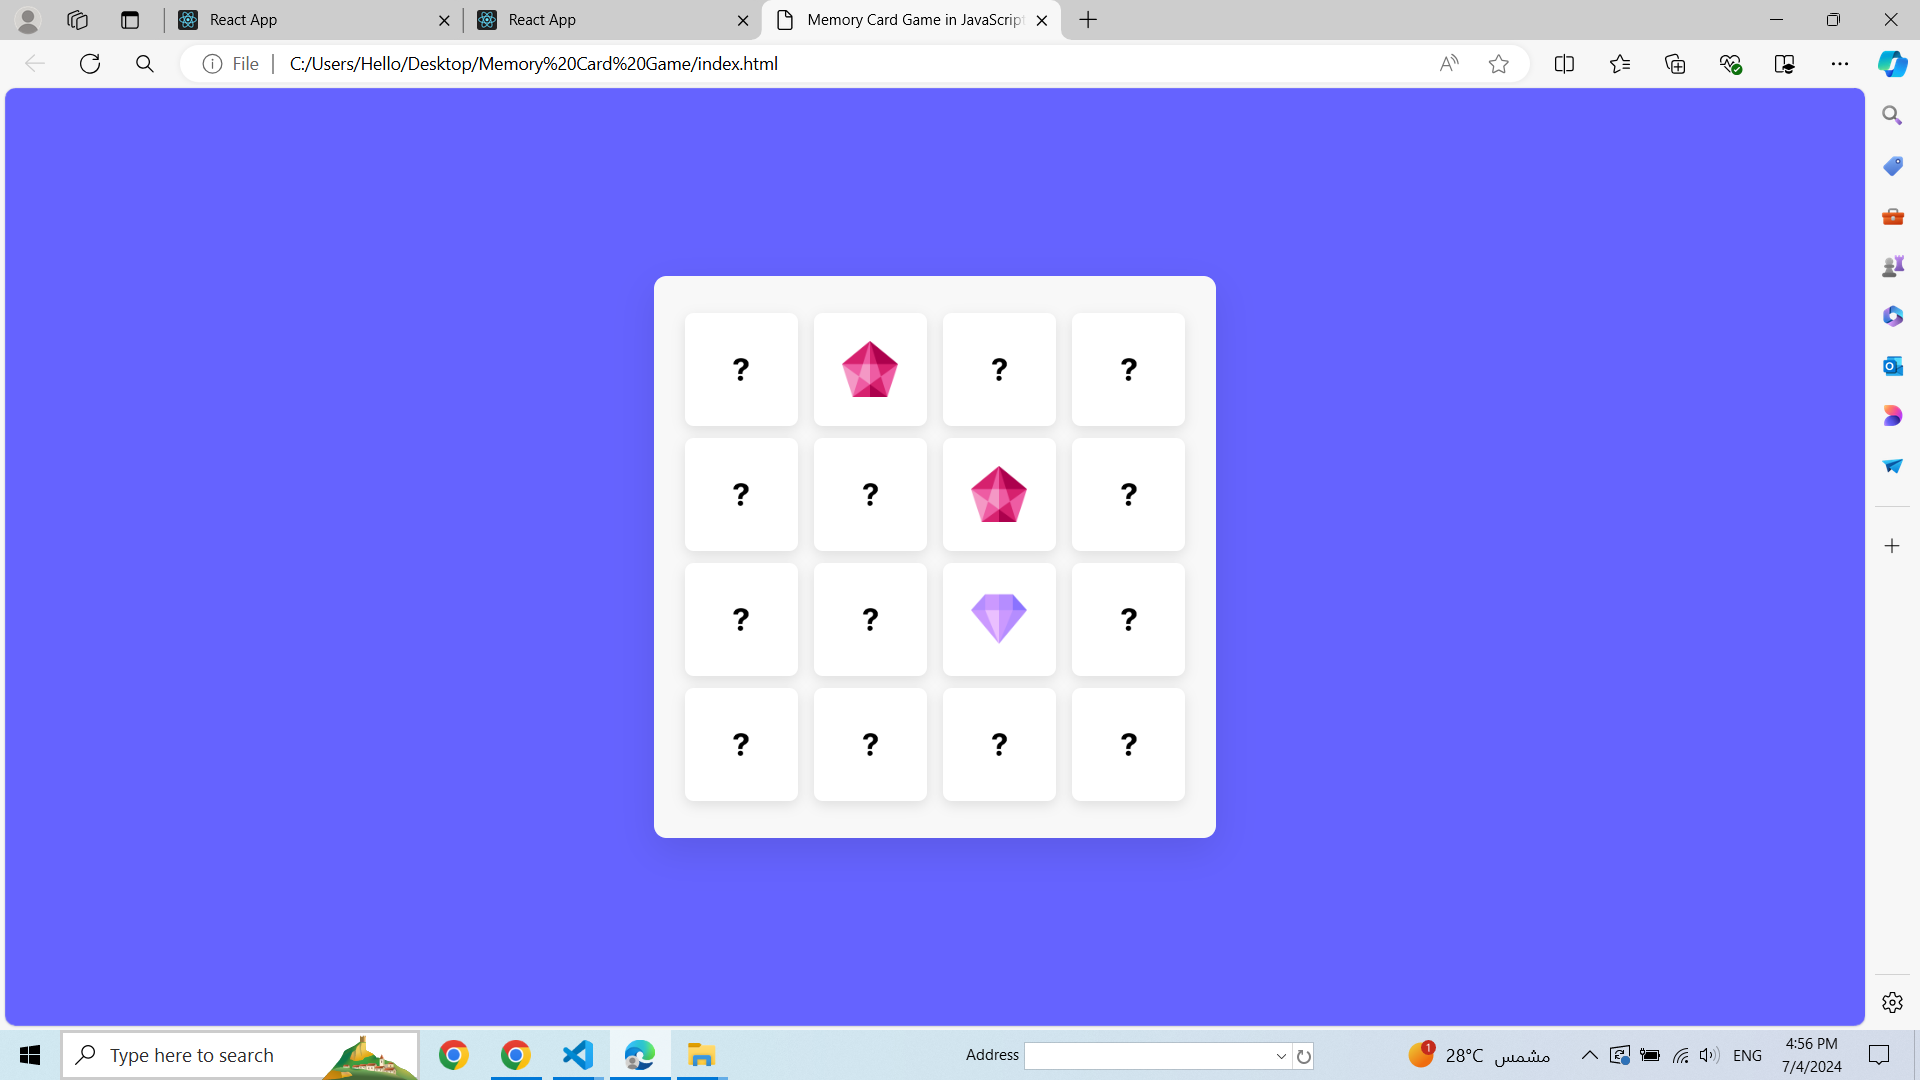 React App
React App
Memory Card Game in JavaScript
File
C:/Users/Hello/Desktop/Memory%20Card%20Game/index.html
? ? ?
? ? ?
? ? ?
? ? ? ?
Type here to search
Address
1
28°C مشمس
ENG
4:56 PM
7/4/2024